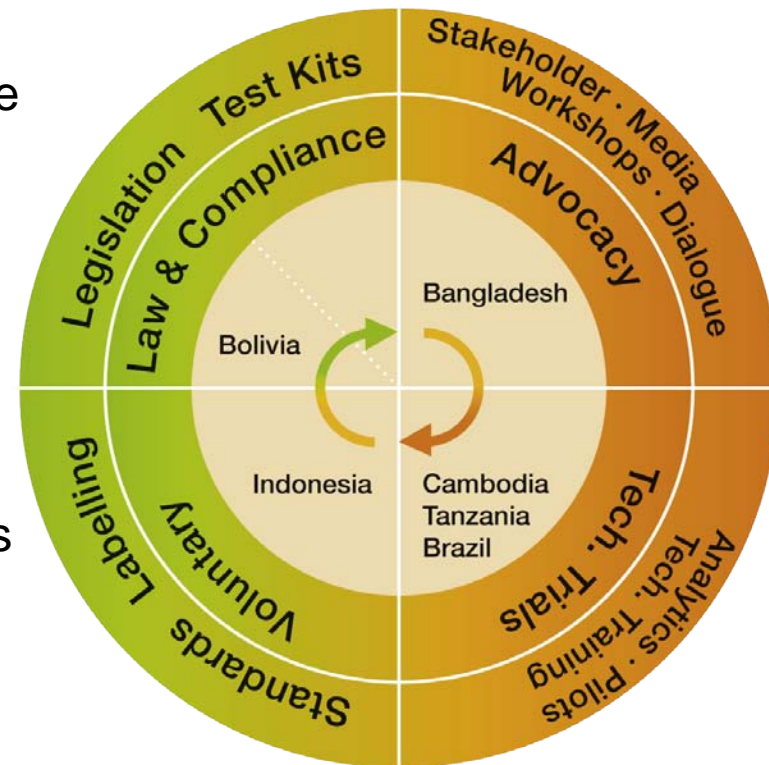 e
s
Legislation Test Kits
Law & Compliance
Stakeholder · Media
Workshops · Dialogue
Advocacy
Bolivia
Bangladesh
Indonesia
Cambodia
Tanzania
Brazil
Voluntary
Standards Labelling
Tech. Trials
Analytics · Pilots
Tech. Training